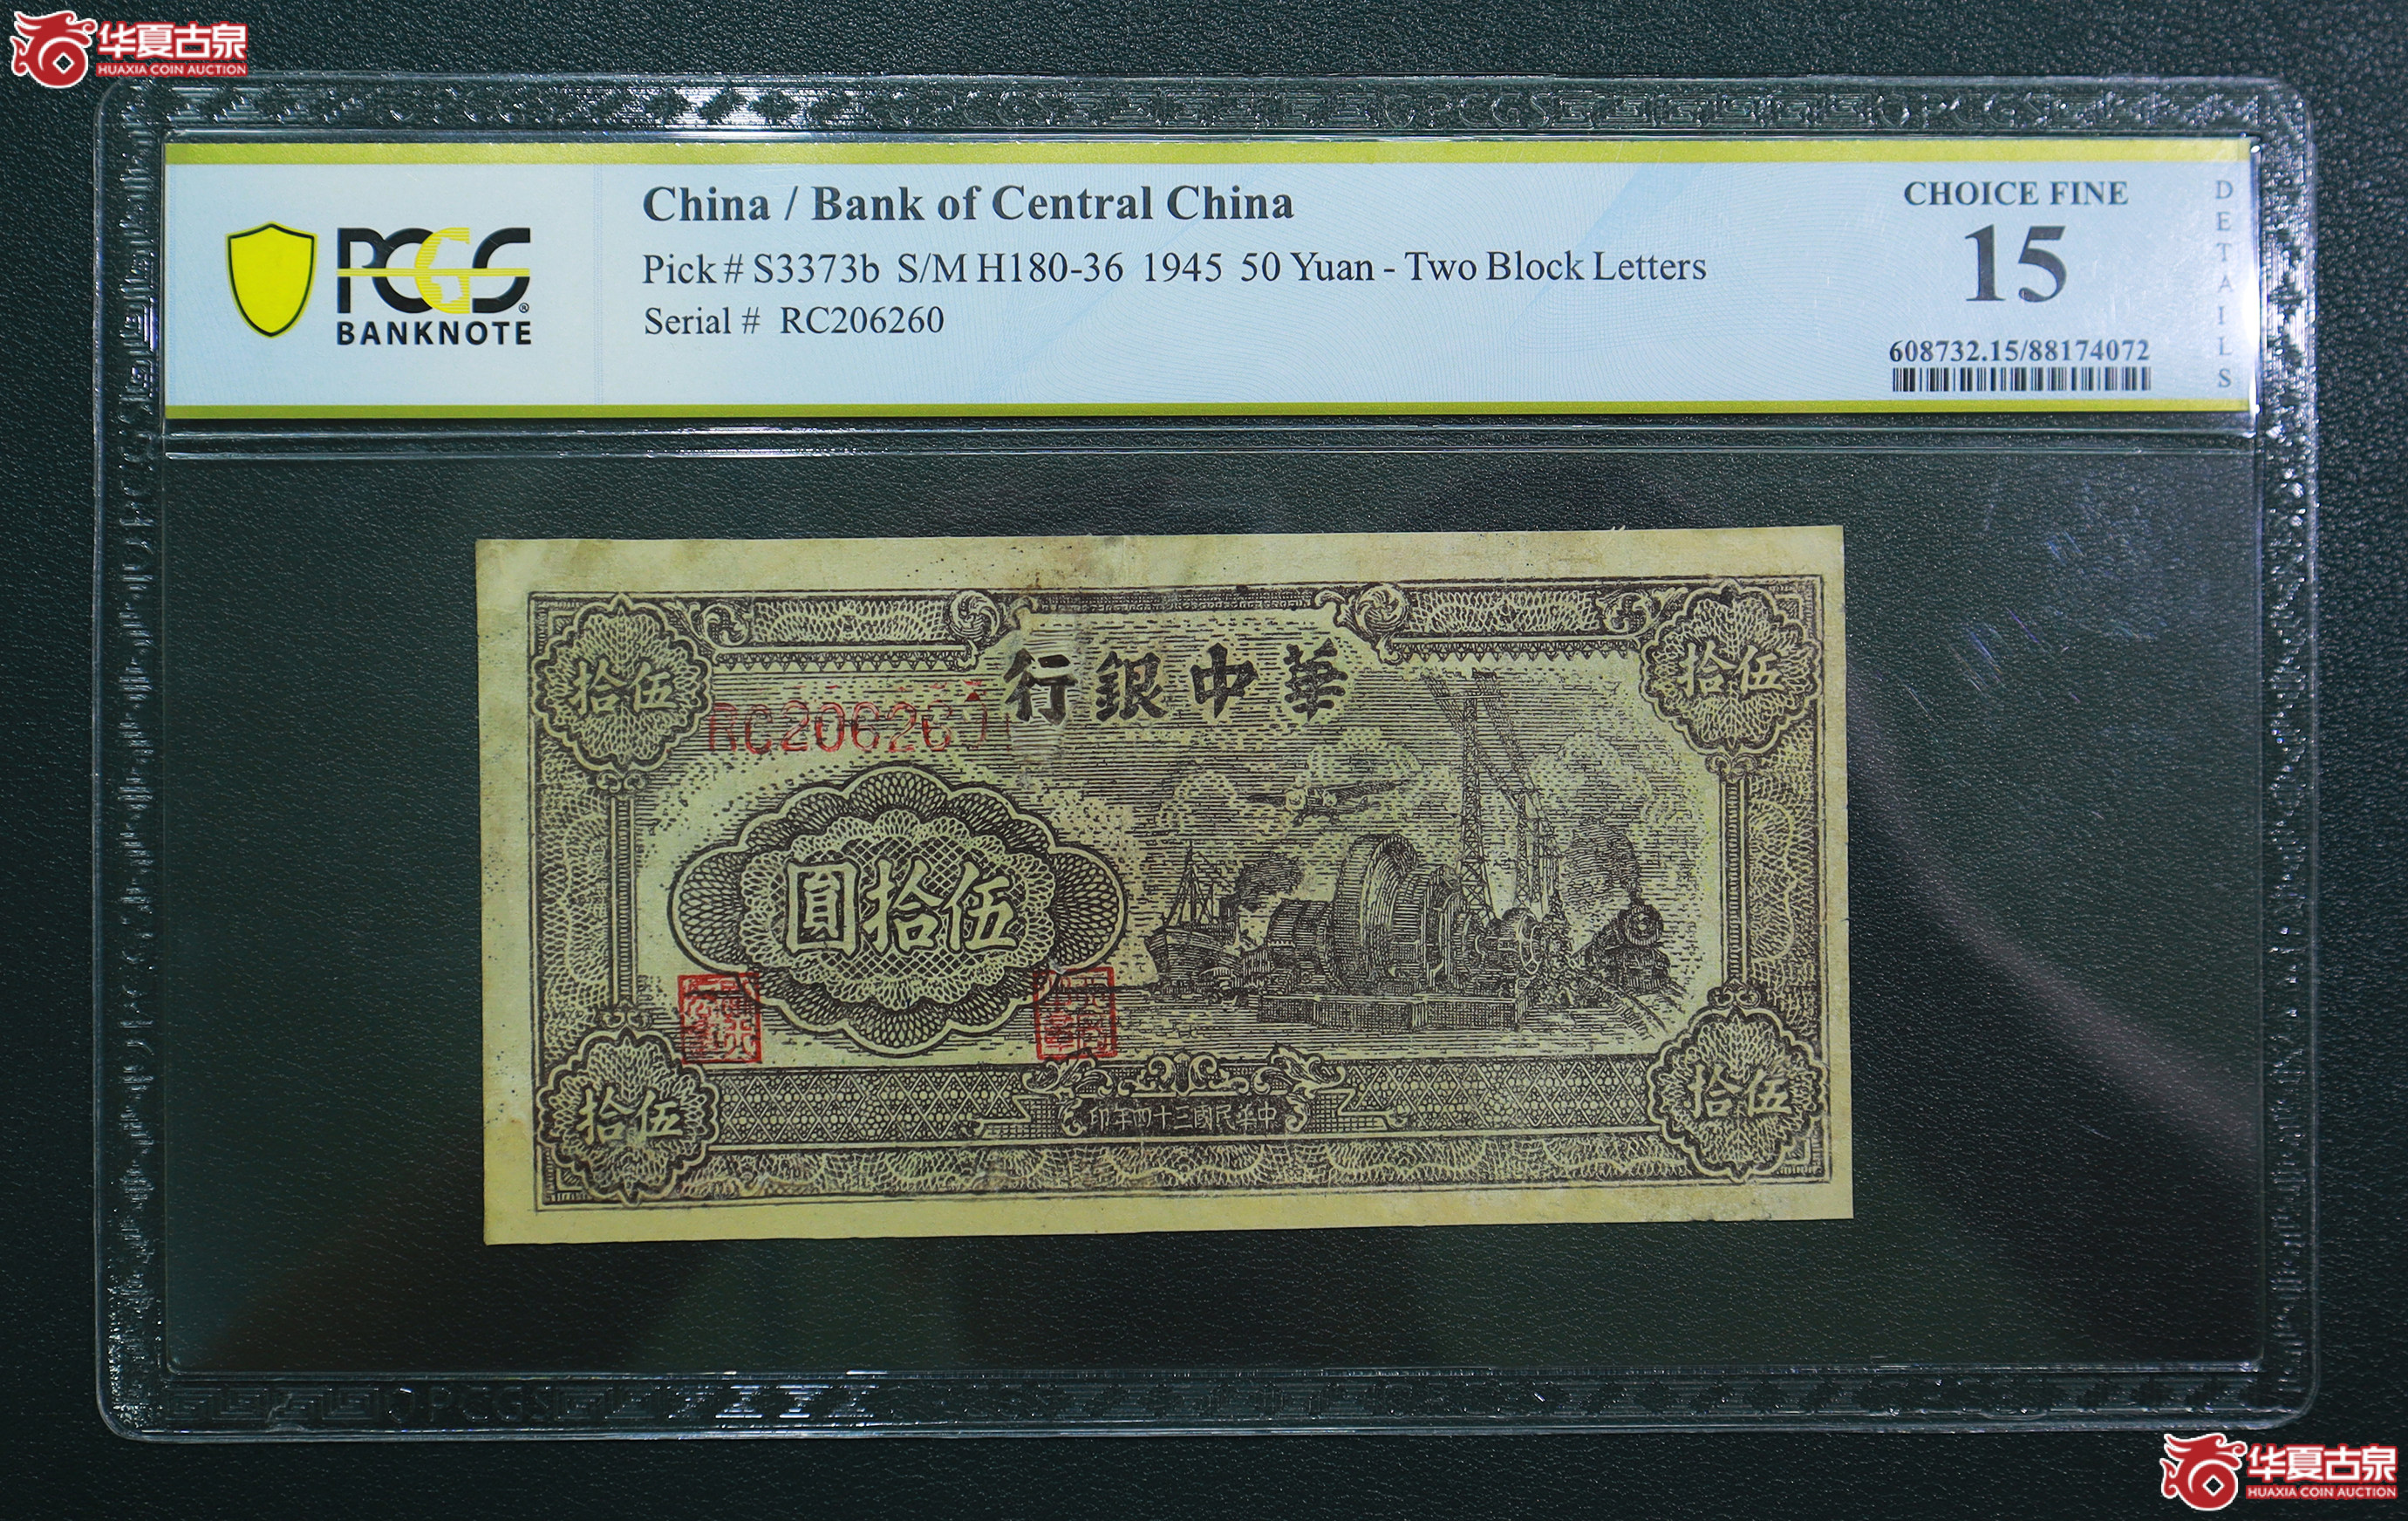 华夏古泉
HUAXIA COIN AUCTION
PCGS
BANKNOTE
China / Bank of Central China
Pick # S3373b S/M H180-36 1945 50 Yuan - Two Block Letters
Serial # RC206260
CHOICE FINE
15
608732.15/88174072
DETAILS
行銀中華
拾伍
拾伍
RC206260
圓拾伍
拾伍
拾伍
印年四十三國民華中
PCGS
华夏古泉
HUAXIA COIN AUCTION